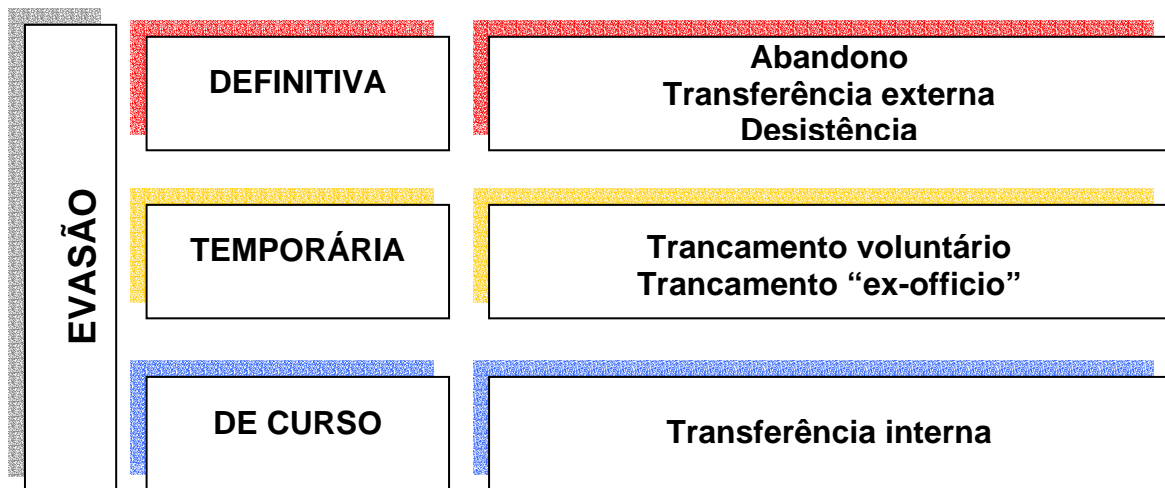 EVASÃO
DEFINITIVA
Abandono
Transferência externa
Desistência
TEMPORÁRIA
Trancamento voluntário
Trancamento “ex-officio”
DE CURSO
Transferência interna